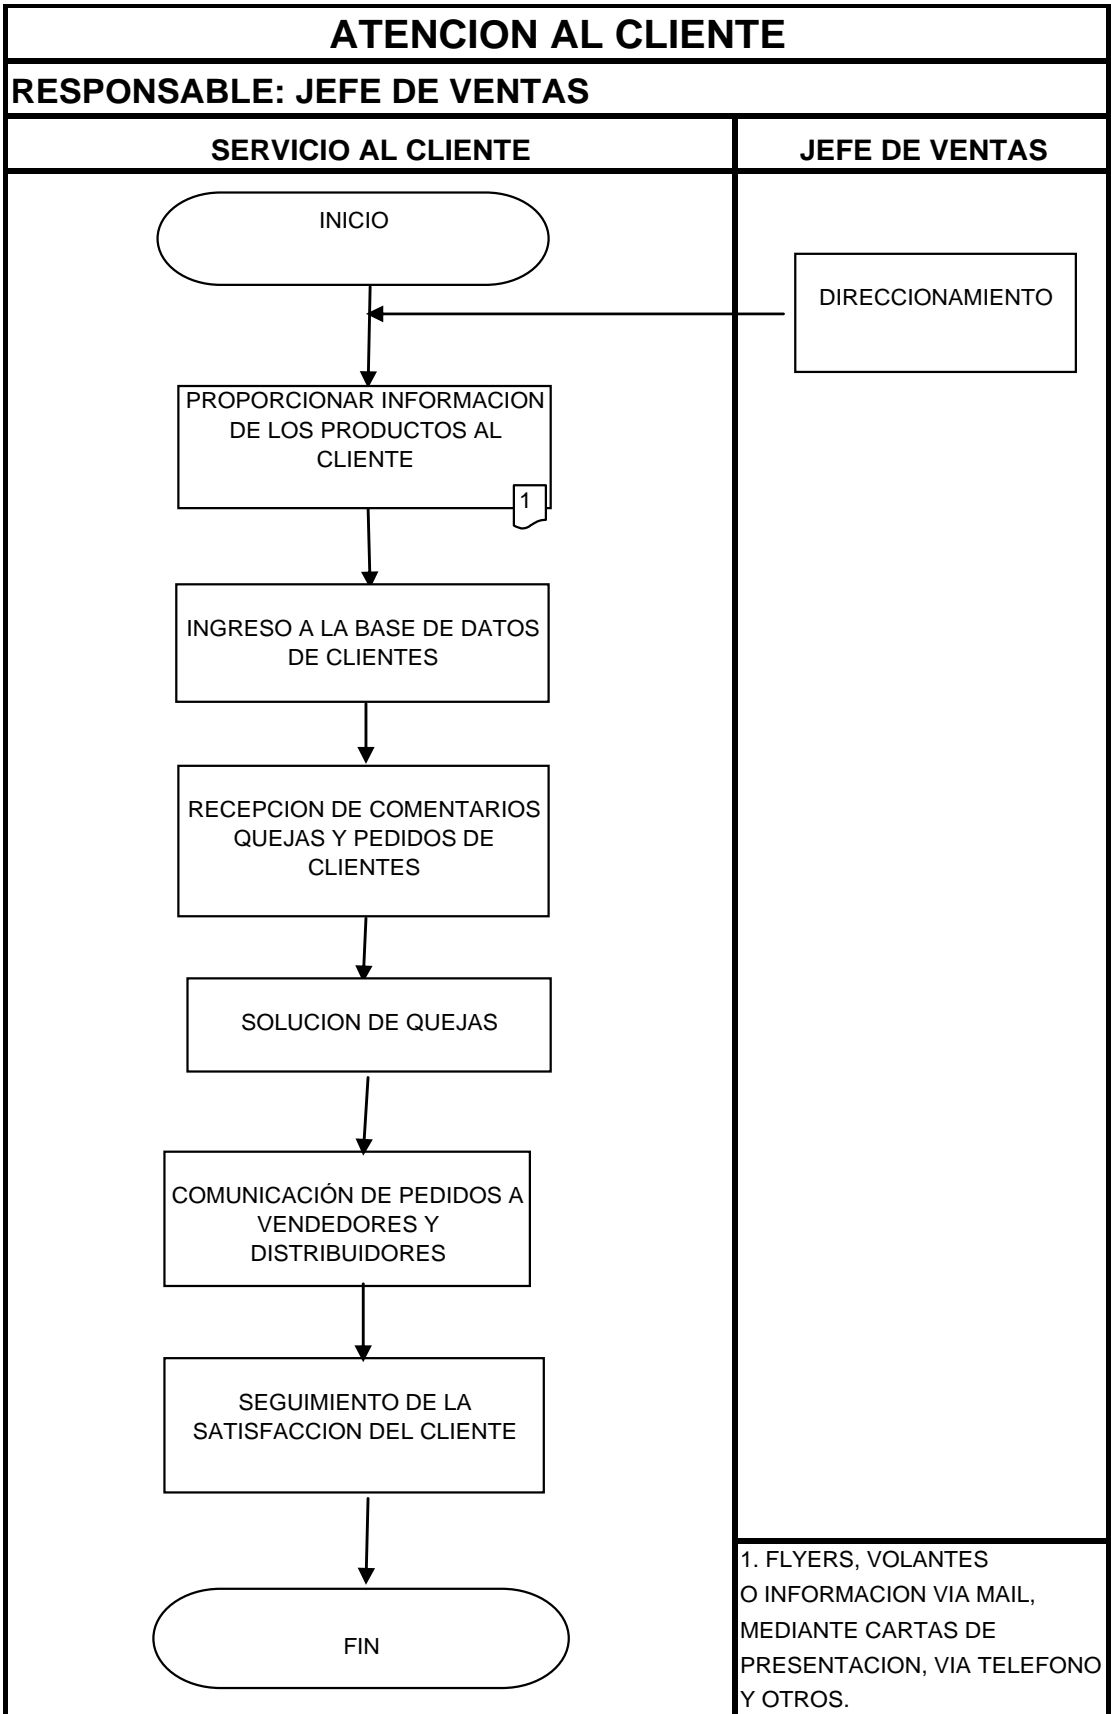 ATENCION AL CLIENTE
RESPONSABLE: JEFE DE VENTAS
SERVICIO AL CLIENTE
JEFE DE VENTAS
INICIO
DIRECCIONAMIENTO
PROPORCIONAR INFORMACION
DE LOS PRODUCTOS AL
CLIENTE
1
INGRESO A LA BASE DE DATOS
DE CLIENTES
RECEPCION DE COMENTARIOS
QUEJAS Y PEDIDOS DE
CLIENTES
SOLUCION DE QUEJAS
COMUNICACIÓN DE PEDIDOS A
VENDEDORES Y
DISTRIBUIDORES
SEGUIMIENTO DE LA
SATISFACCION DEL CLIENTE
FIN
1. FLYERS, VOLANTES
O INFORMACION VIA MAIL,
MEDIANTE CARTAS DE
PRESENTACION, VIA TELEFONO
Y OTROS.